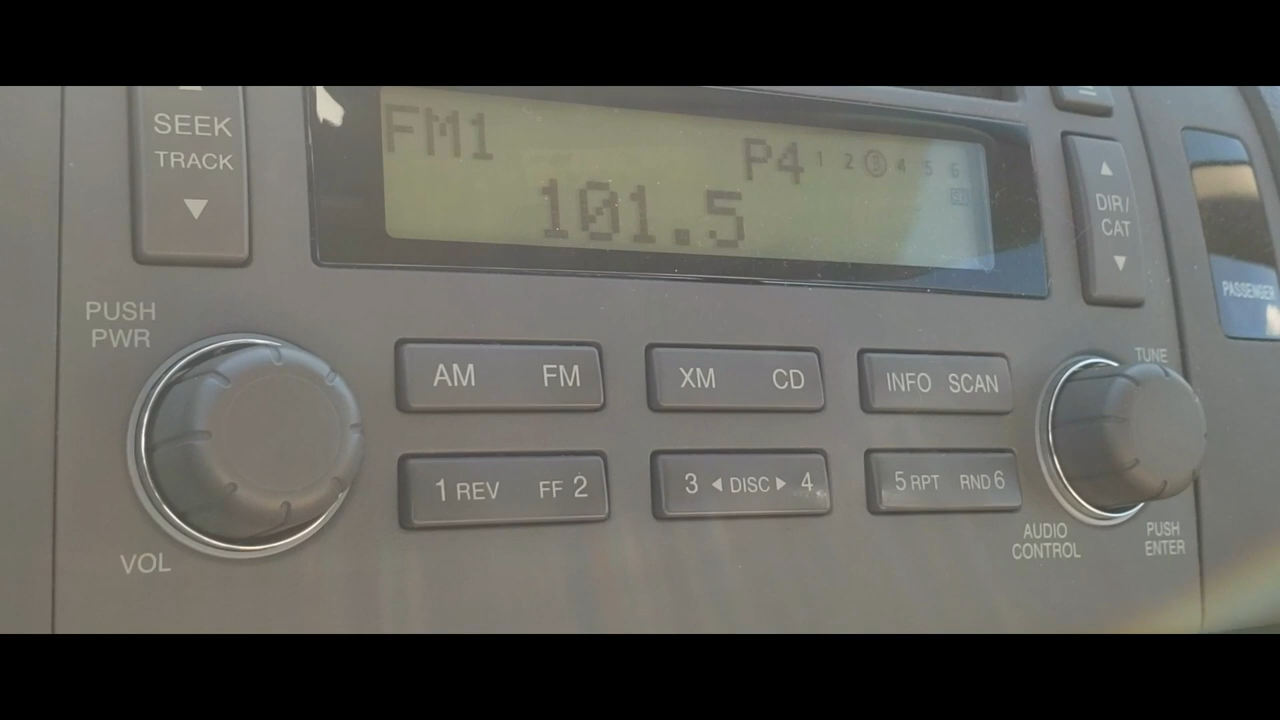 SEEK
TRACK
▼
FM1
P4 1 2 3 4 5 6
101.5
▲
DIR/
CAT
▼
PASSENGER
PUSH
PWR
VOL
AM FM
XM CD
INFO SCAN
TUNE
1 REV FF 2
3 ◀ DISC ▶ 4
5 RPT RND 6
AUDIO
CONTROL
PUSH
ENTER